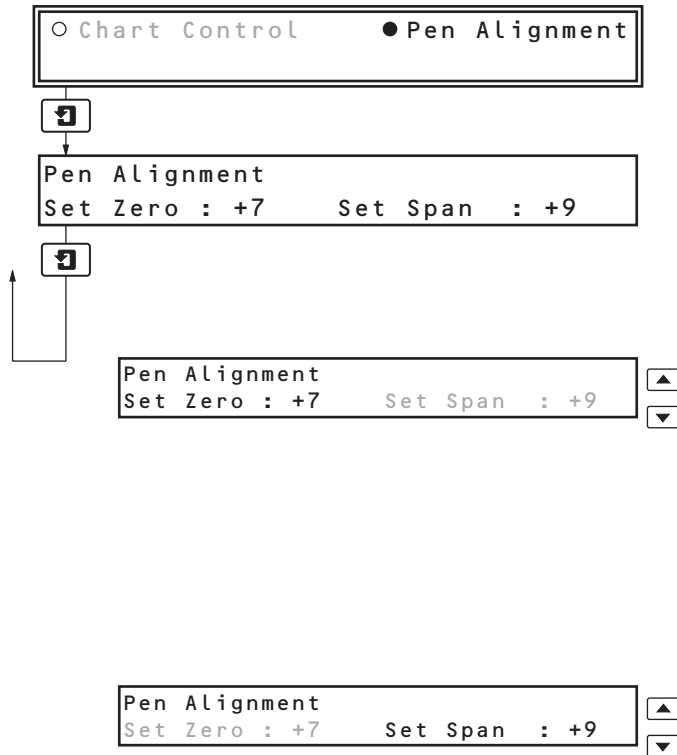 Chart Control Pen Alignment
Pen Alignment
Set Zero : +7 Set Span : +9
Pen Alignment
Set Zero : +7 Set Span : +9
Pen Alignment
Set Zero : +7 Set Span : +9